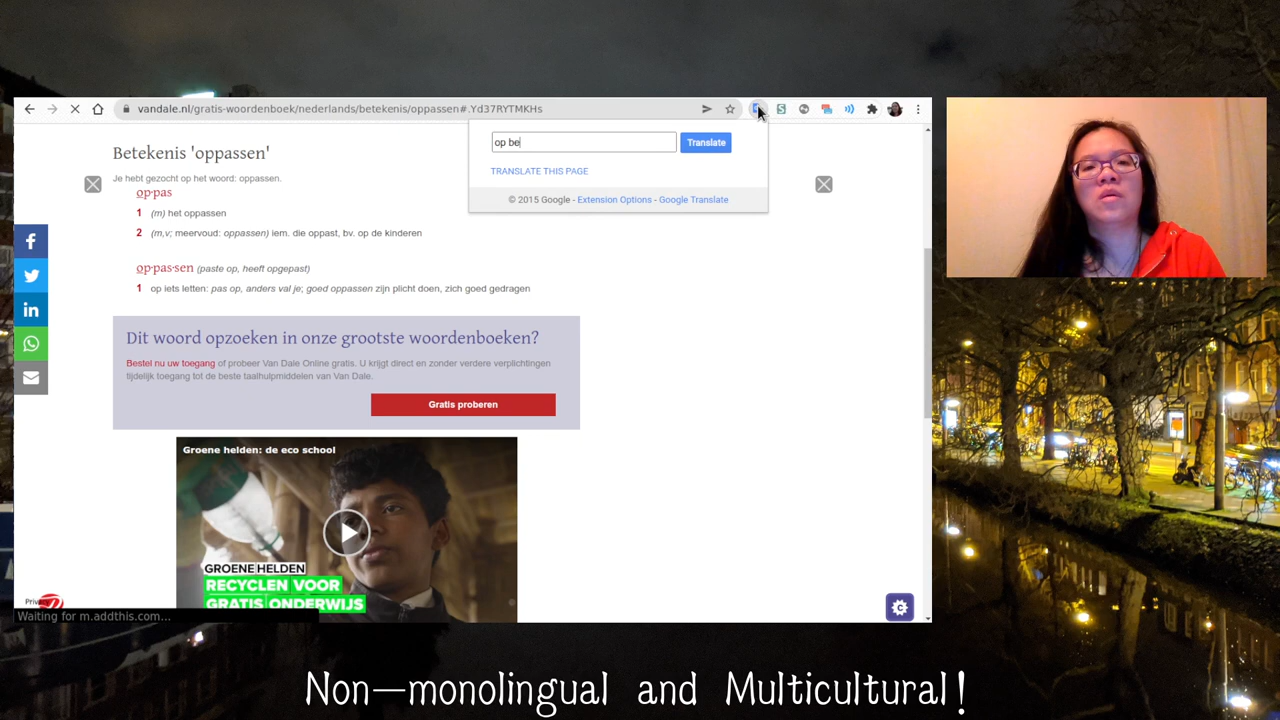 vandale.nl/gratis-woordenboek/nederlands/betekenis/oppassen#.Yd37RYTMKHs
op be
Translate
TRANSLATE THIS PAGE
© 2015 Google - Extension Options - Google Translate
Betekenis 'oppassen'
Je hebt gezocht op het woord: oppassen.
op·pas
1 (m) het oppassen
2 (m,v; meervoud: oppassen) iem. die oppast, bv. op de kinderen
op·pas·sen (paste op, heeft opgepast)
1 op iets letten: pas op, anders val je; goed oppassen zijn plicht doen, zich goed gedragen
Dit woord opzoeken in onze grootste woordenboeken?
Bestel nu uw toegang of probeer Van Dale Online gratis. U krijgt direct en zonder verdere verplichtingen
tijdelijk toegang tot de beste taalhulpmiddelen van Van Dale.
Gratis proberen
Groene helden: de eco school
GROENE HELDEN
RECYCLEN VOOR
GRATIS ONDERWIJS
Waiting for m.addthis.com...
Non-monolingual and Multicultural!